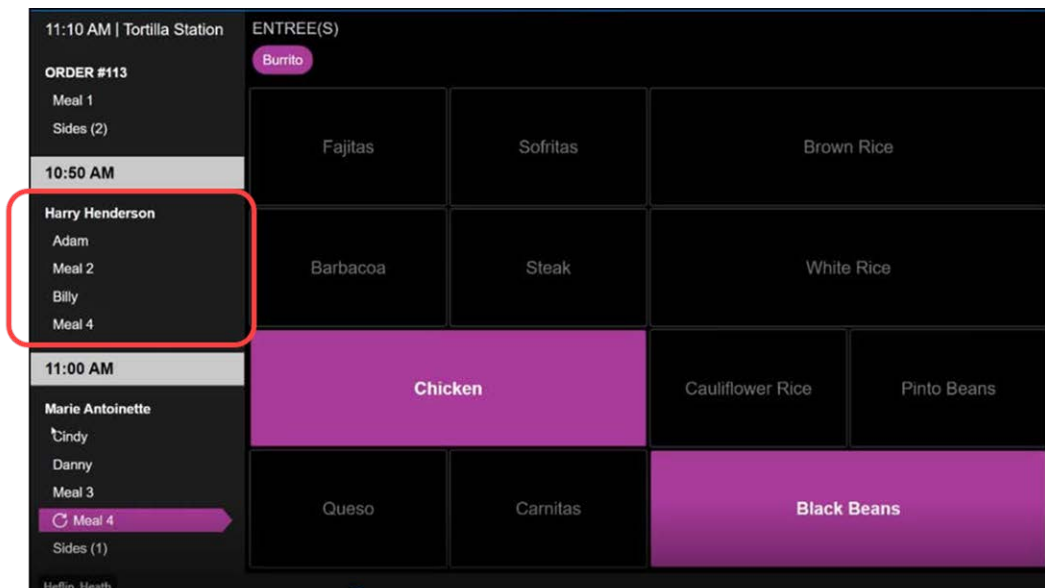 11:10 AM | Tortilla Station
ORDER #113
Meal 1
Sides (2)
10:50 AM
Harry Henderson
Adam
Meal 2
Billy
Meal 4
11:00 AM
Marie Antoinette
Cindy
Danny
Meal 3
Meal 4
Sides (1)
Heflin, Heath
ENTREE(S)
Burrito
Fajitas
Sofritas
Brown Rice
Barbacoa
Steak
White Rice
Chicken
Cauliflower Rice
Pinto Beans
Queso
Carnitas
Black Beans